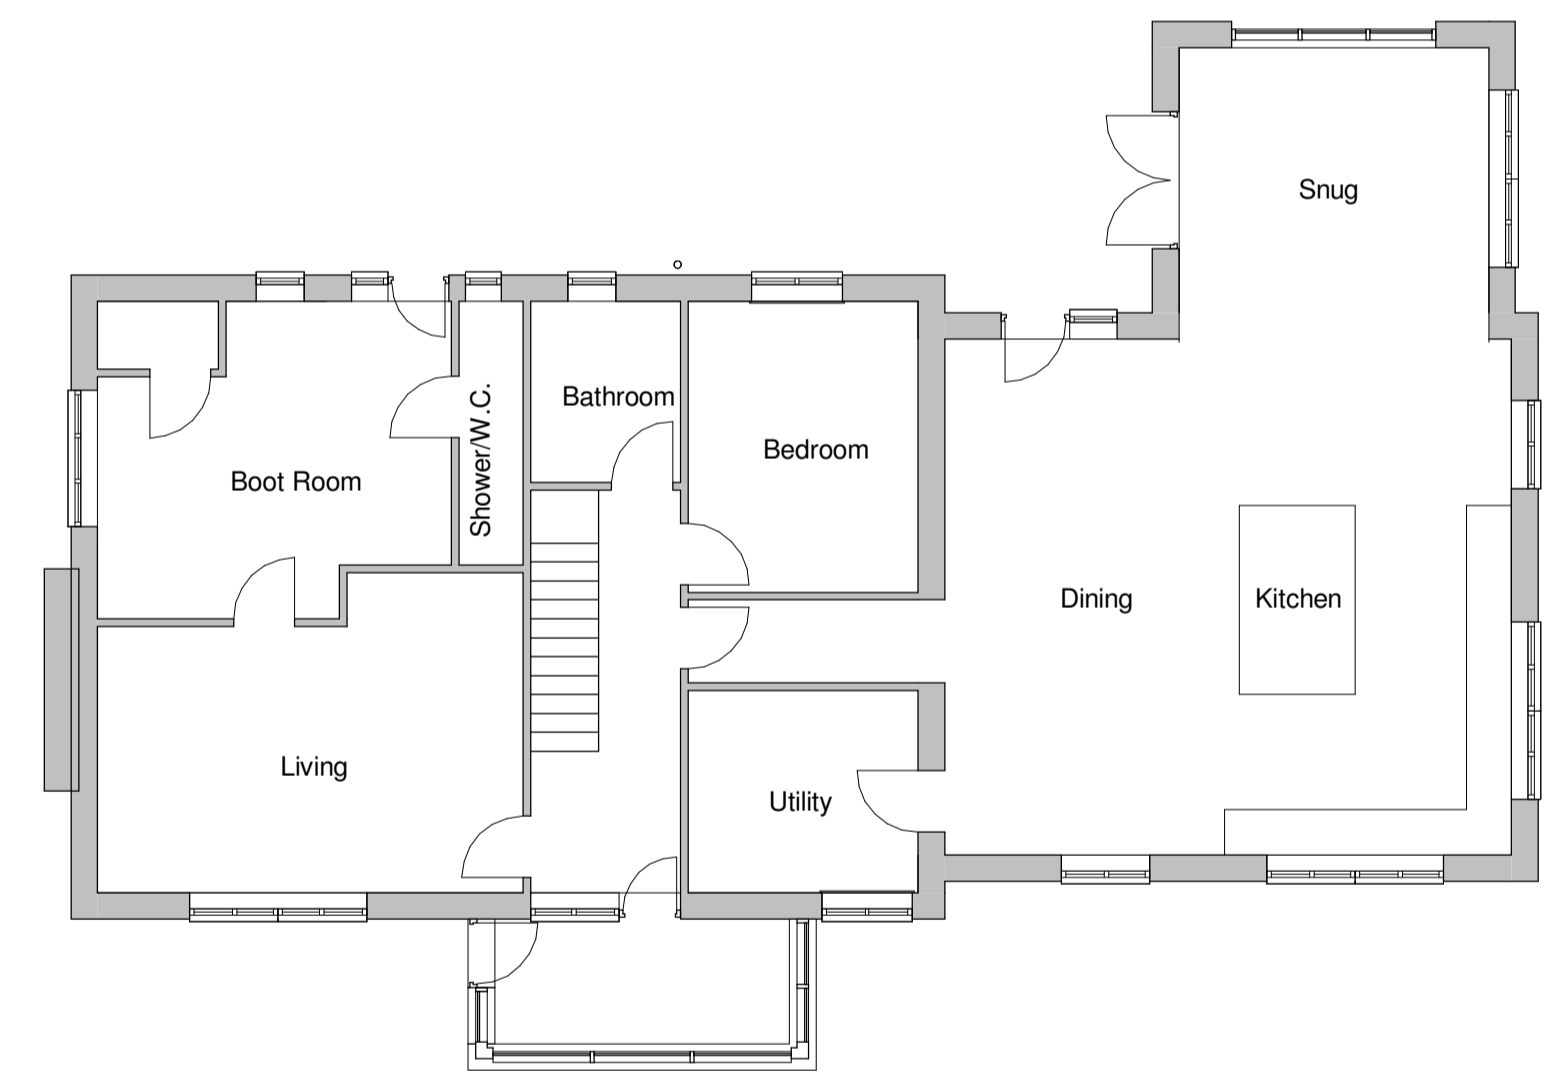 Snug
Bathroom
Shower/W.C.
Bedroom
Boot Room
Dining
Kitchen
Living
Utility